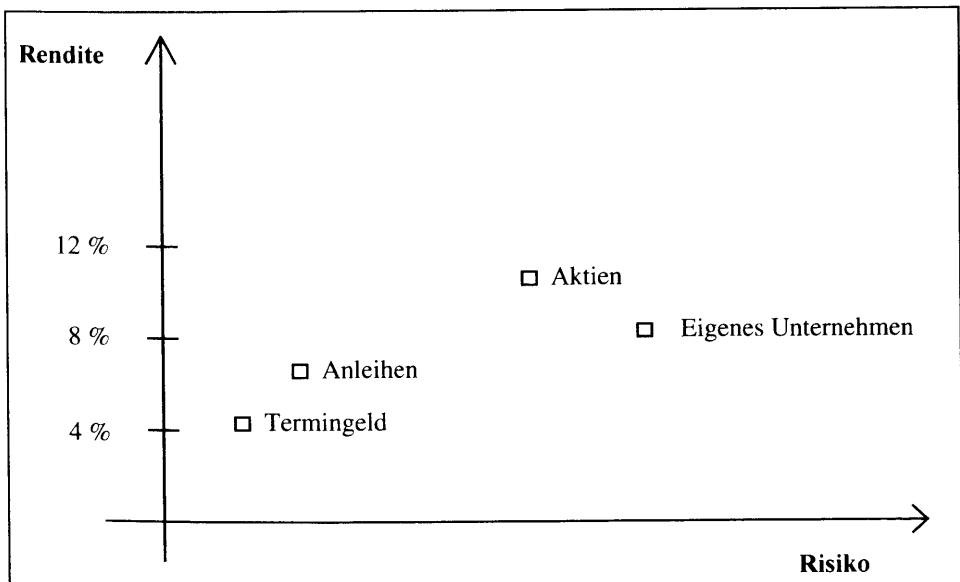 Rendite
12 %
Aktien
8 %
Eigenes Unternehmen
Anleihen
4 %
Termingeld
Risiko